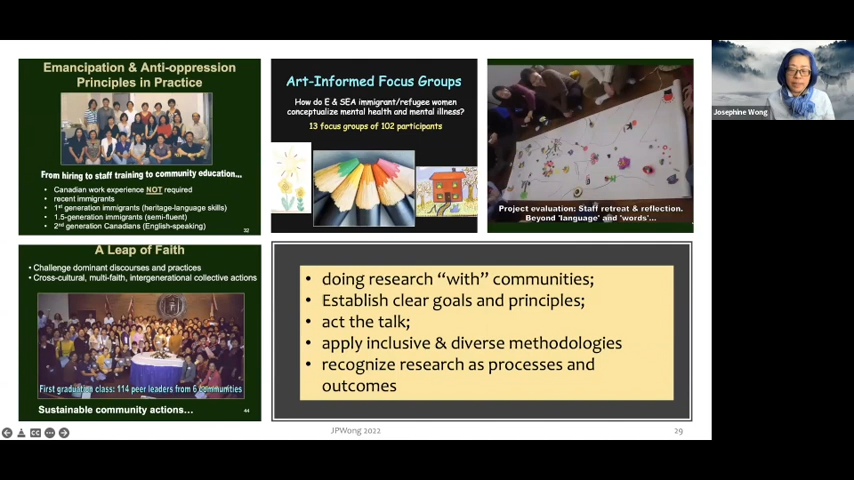 Emancipation & Anti-oppression
Principles in Practice
From hiring to staff training to community education...
• Canadian work experience NOT required
• recent immigrants
• 1st generation immigrants (heritage-language skills)
• 1.5-generation immigrants (semi-fluent)
• 2nd generation Canadians (English-speaking)
32
Art-Informed Focus Groups
How do E & SEA immigrant/refugee women
conceptualize mental health and mental illness?
13 focus groups of 102 participants
Project evaluation: Staff retreat & reflection.
Beyond 'language' and 'words'...
Josephine Wong
A Leap of Faith
• Challenge dominant discourses and practices
• Cross-cultural, multi-faith, intergenerational collective actions
First graduation class: 114 peer leaders from 6 communities
Sustainable community actions...
44
• doing research “with” communities;
• Establish clear goals and principles;
• act the talk;
• apply inclusive & diverse methodologies
• recognize research as processes and
outcomes
JPWong 2022
29
CC